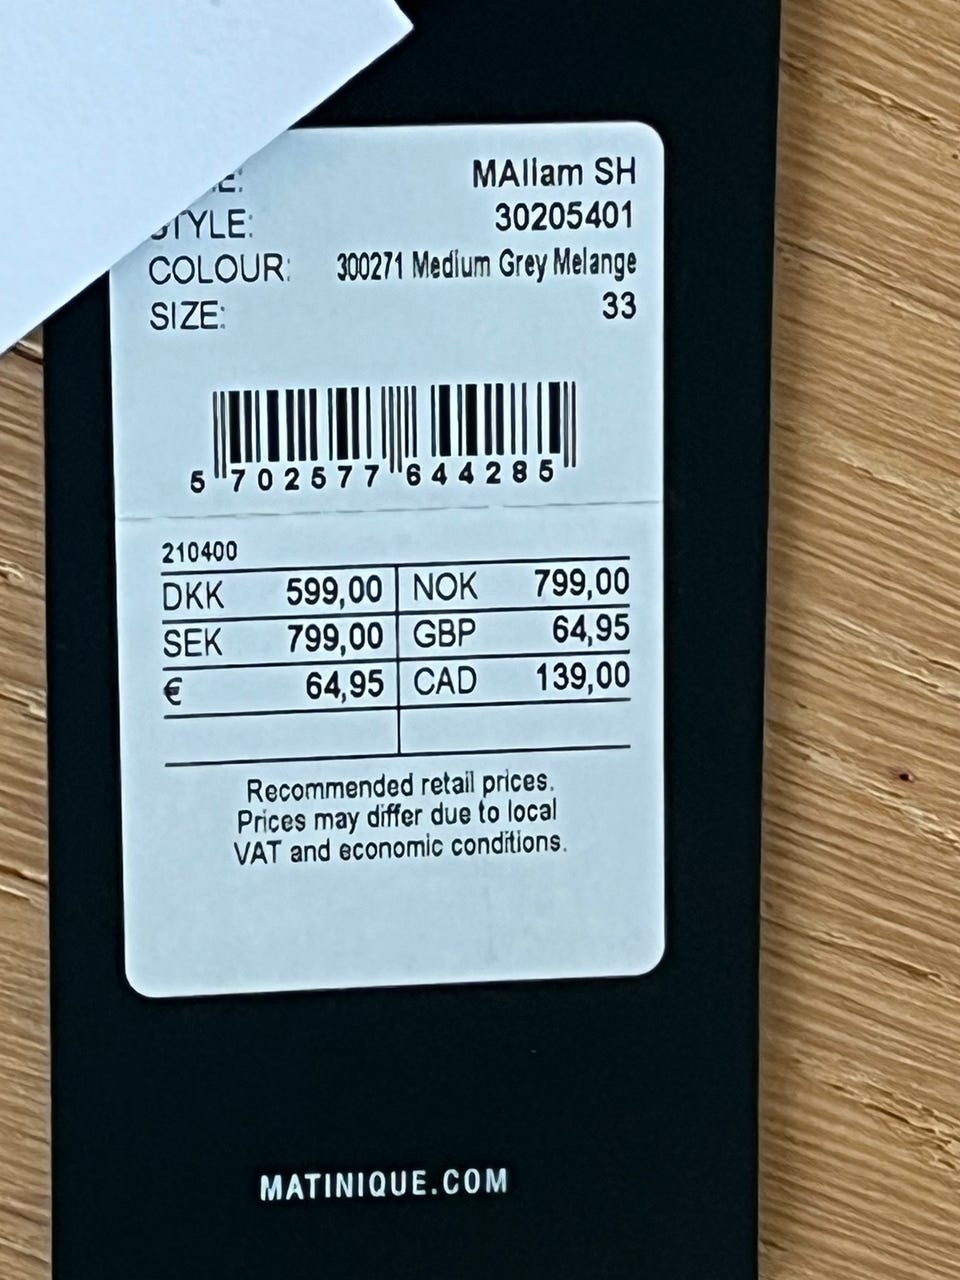 MAliam SH
STYLE: 30205401
COLOUR: 300271 Medium Grey Melange
SIZE: 33
5 702577 644285
210400
DKK 599,00 NOK 799,00
SEK 799,00 GBP 64,95
€ 64,95 CAD 139,00
Recommended retail prices.
Prices may differ due to local
VAT and economic conditions.
MATINIQUE.COM